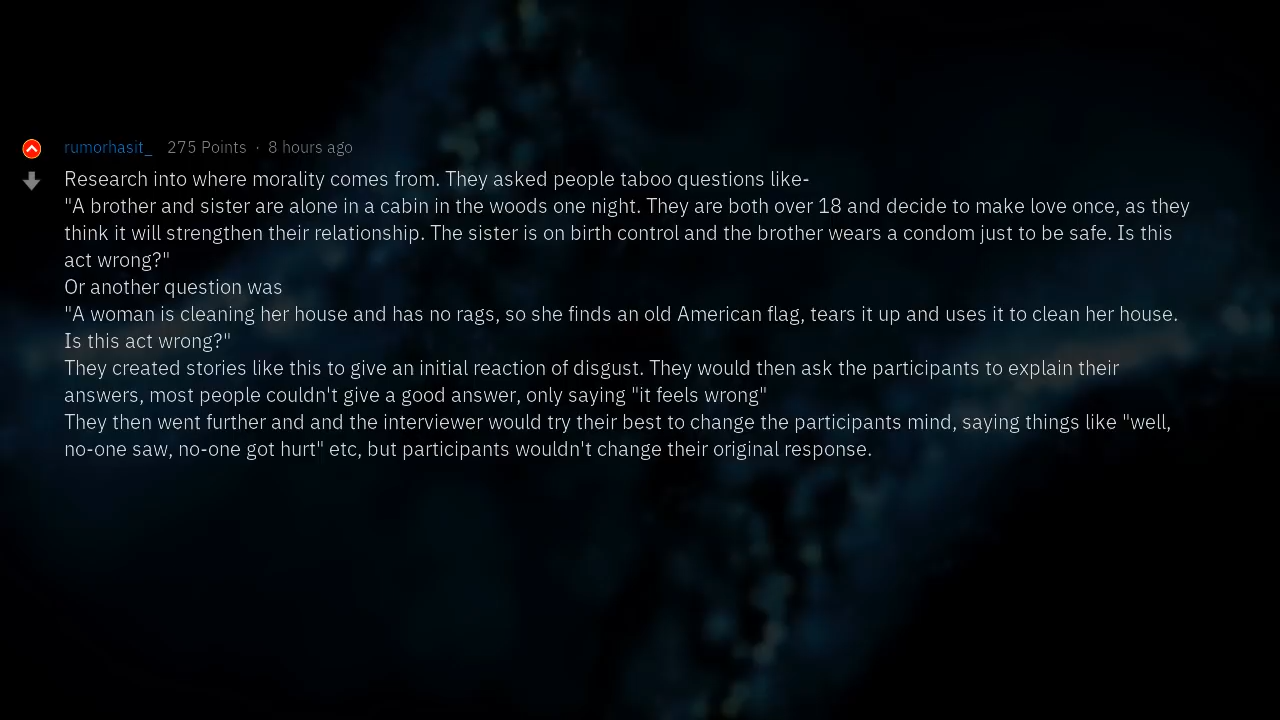 rumorhasit_ 275 Points · 8 hours ago
Research into where morality comes from. They asked people taboo questions like-
"A brother and sister are alone in a cabin in the woods one night. They are both over 18 and decide to make love once, as they
think it will strengthen their relationship. The sister is on birth control and the brother wears a condom just to be safe. Is this
act wrong?"
Or another question was
"A woman is cleaning her house and has no rags, so she finds an old American flag, tears it up and uses it to clean her house.
Is this act wrong?"
They created stories like this to give an initial reaction of disgust. They would then ask the participants to explain their
answers, most people couldn't give a good answer, only saying "it feels wrong"
They then went further and and the interviewer would try their best to change the participants mind, saying things like "well,
no-one saw, no-one got hurt" etc, but participants wouldn't change their original response.